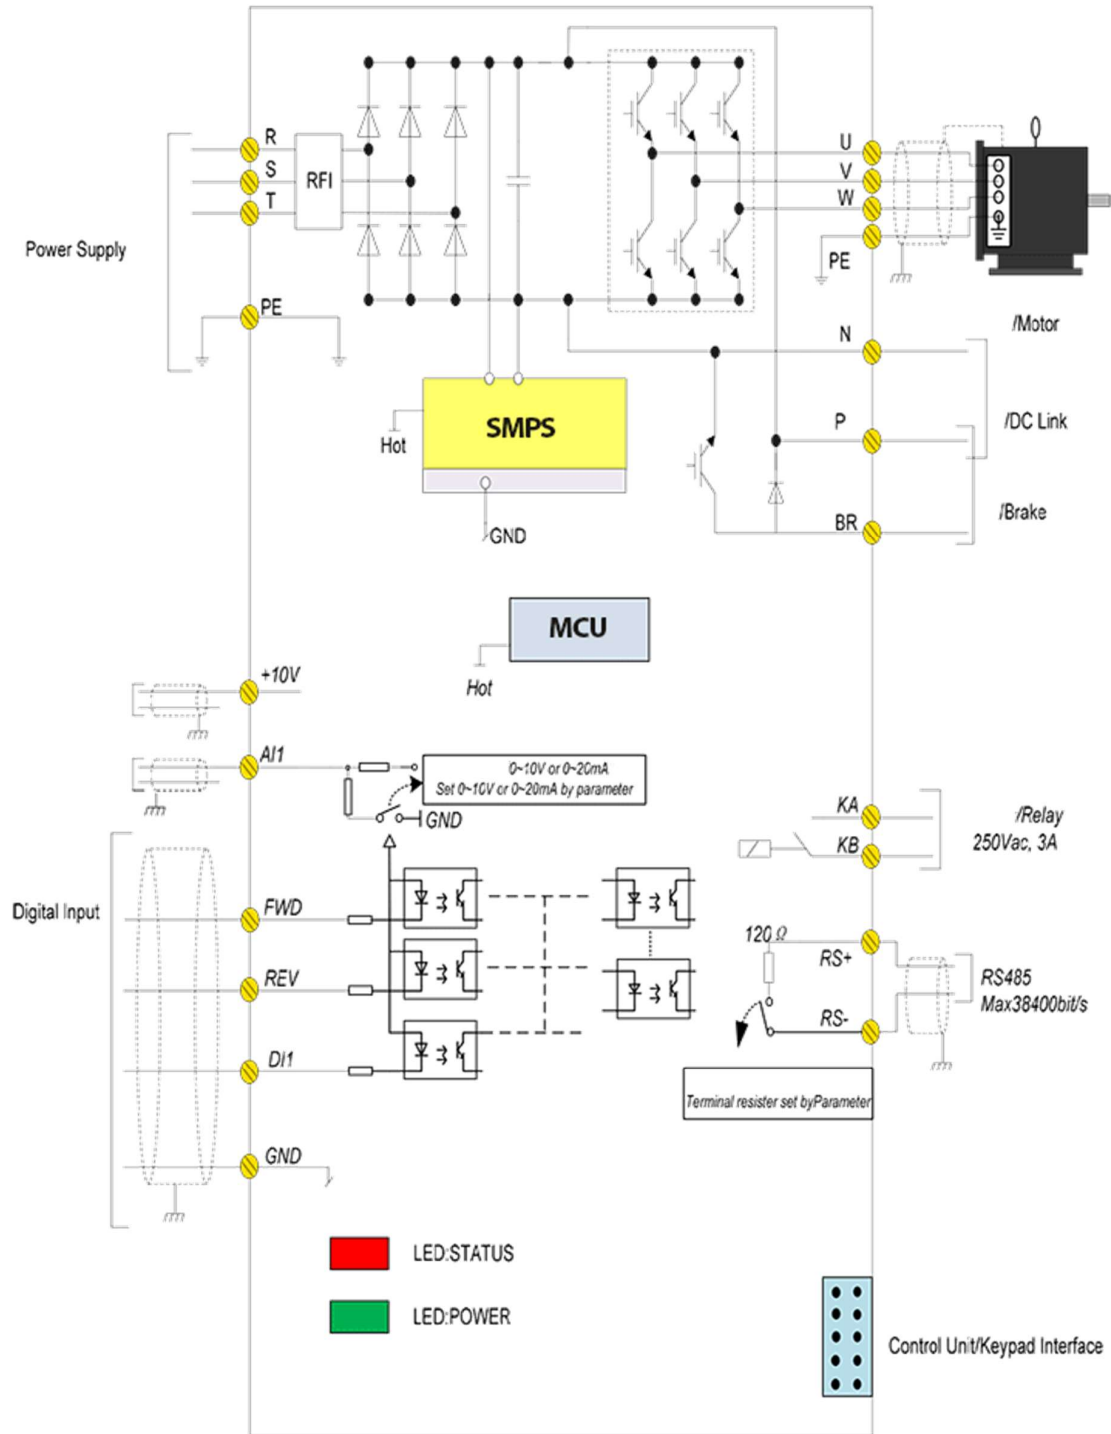 R
S
T
RFI
Power Supply
PE
U
V
W
PE
/Motor
N
SMPS
Hot
GND
P
/DC Link
BR
/Brake
MCU
Hot
+10V
AI1
0~10V or 0~20mA
Set 0~10V or 0~20mA by parameter
GND
KA
KB
/Relay
250Vac, 3A
Digital Input
FWD
REV
DI1
GND
120 Ω
RS+
RS-
RS485
Max38400bit/s
Terminal resister set byParameter
LED:STATUS
LED:POWER
Control Unit/Keypad Interface